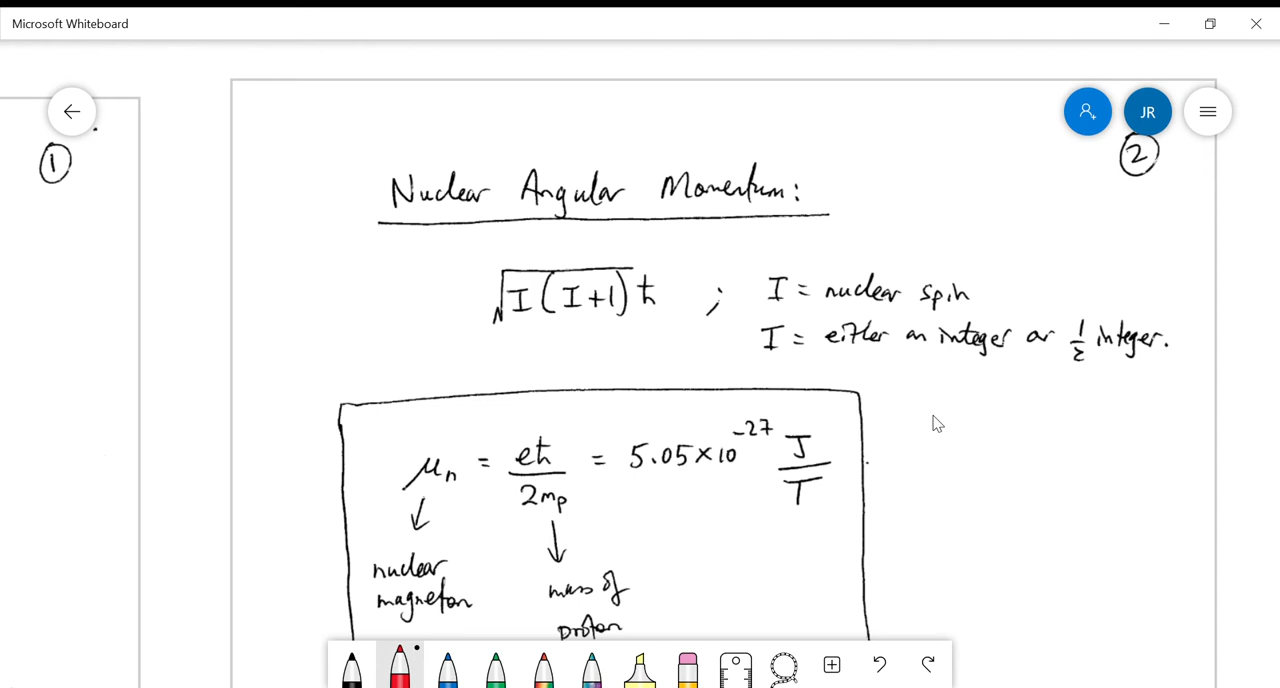 Microsoft Whiteboard
JR
①
②
Nuclear Angular Momentum:
√I(I+1) ħ ; I = nuclear spin
I = either an integer or 1/2 integer.
μn = eħ/2mp = 5.05×10^-27 J/T
↓ ↓
nuclear magneton
mass of proton